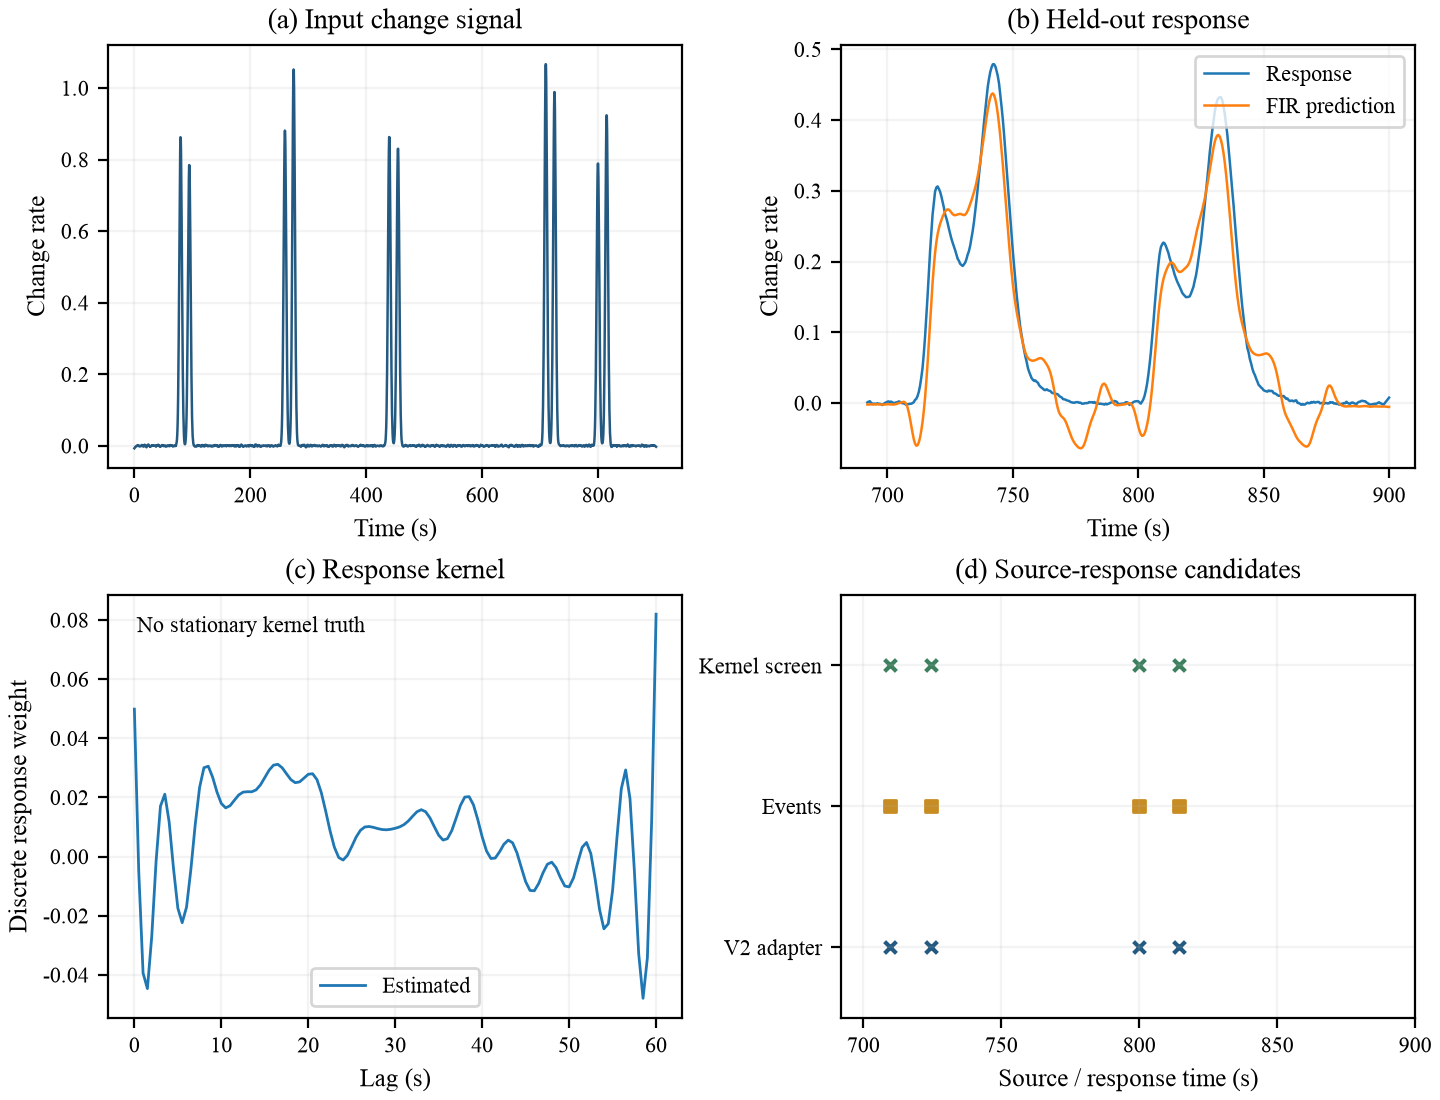 (a) Input change signal
Change rate
1.0
0.8
0.6
0.4
0.2
0.0
0 200 400 600 800
Time (s)
(b) Held-out response
Change rate
0.5
0.4
0.3
0.2
0.1
0.0
Response
FIR prediction
700 750 800 850 900
Time (s)
(c) Response kernel
Discrete response weight
0.08
0.06
0.04
0.02
0.00
-0.02
-0.04
No stationary kernel truth
Estimated
0 10 20 30 40 50 60
Lag (s)
(d) Source-response candidates
Kernel screen
Events
V2 adapter
700 750 800 850 900
Source / response time (s)